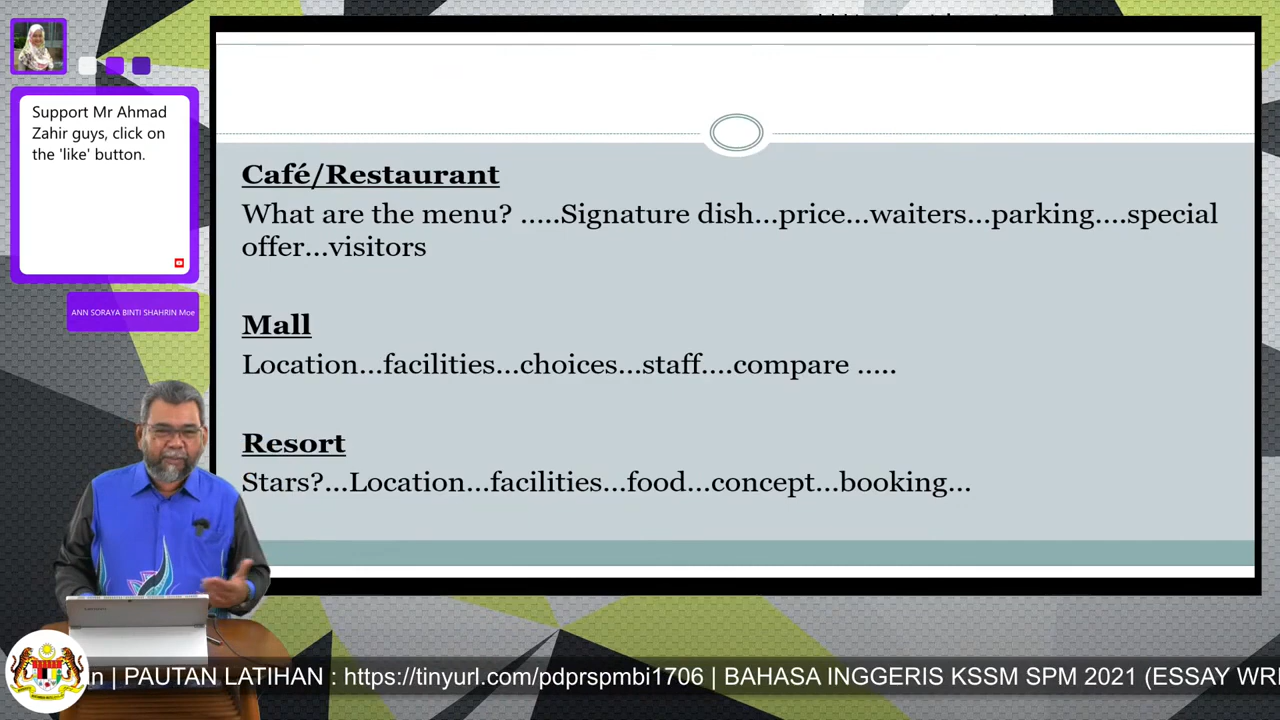 Support Mr Ahmad
Zahir guys, click on
the 'like' button.
ANN SORAYA BINTI SHAHRIN Moe
Café/Restaurant
What are the menu? .....Signature dish...price...waiters...parking....special
offer...visitors
Mall
Location...facilities...choices...staff....compare .....
Resort
Stars?...Location...facilities...food...concept...booking...
| PAUTAN LATIHAN : https://tinyurl.com/pdprspmbi1706 | BAHASA INGGERIS KSSM SPM 2021 (ESSAY WRI